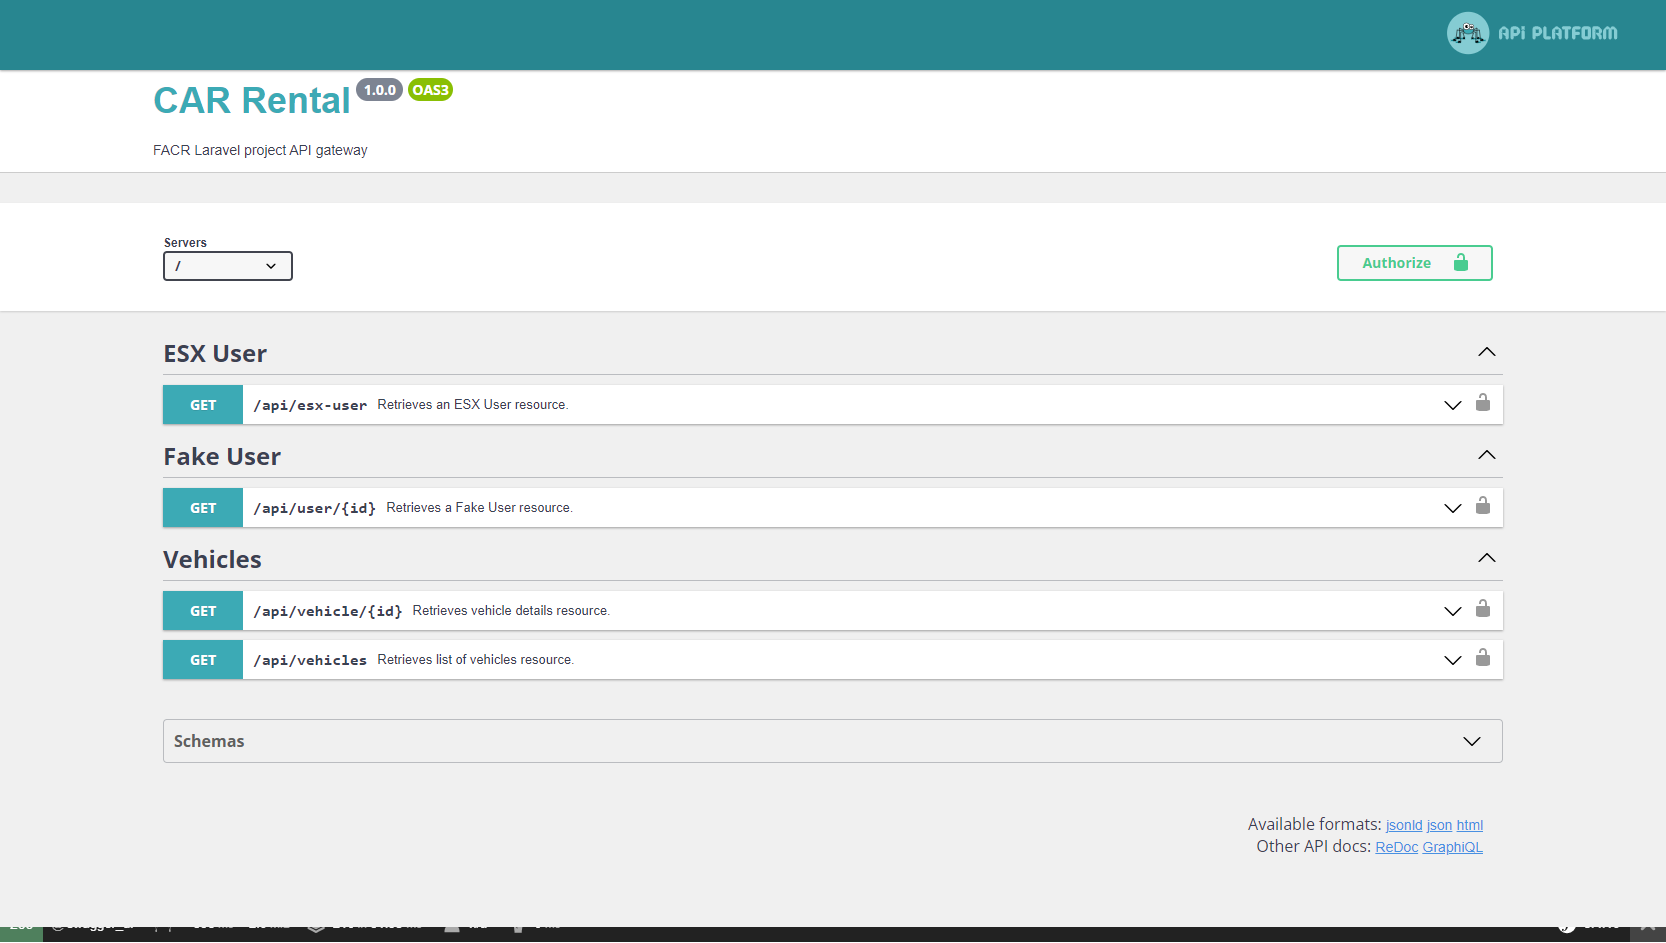 API PLATFORM
CAR Rental 1.0.0 OAS3
FACR Laravel project API gateway
Servers
/
Authorize
ESX User
GET /api/esx-user Retrieves an ESX User resource.
Fake User
GET /api/user/{id} Retrieves a Fake User resource.
Vehicles
GET /api/vehicle/{id} Retrieves vehicle details resource.
GET /api/vehicles Retrieves list of vehicles resource.
Schemas
Available formats: jsonld json html
Other API docs: ReDoc GraphiQL